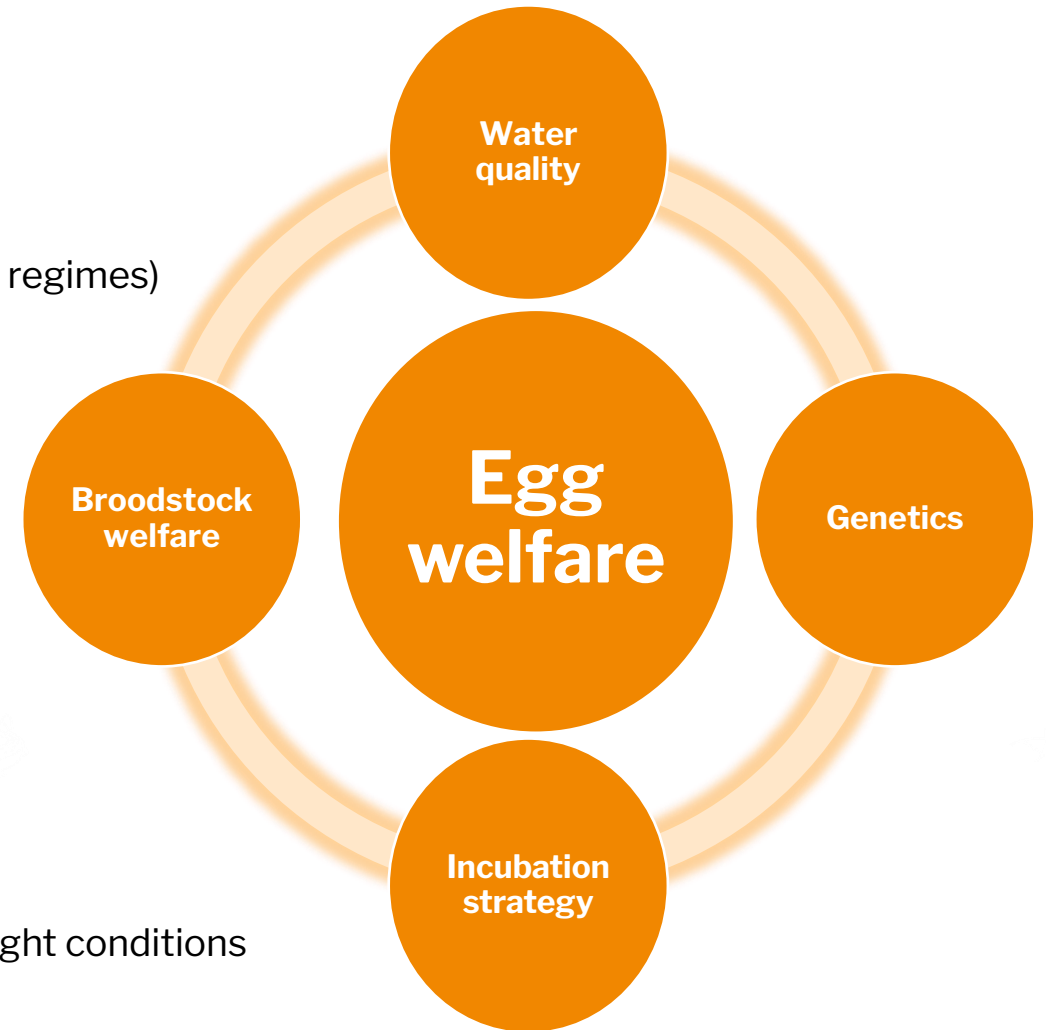 Water
quality
regimes)
Broodstock
welfare
Egg
welfare
Genetics
Incubation
strategy
ght conditions